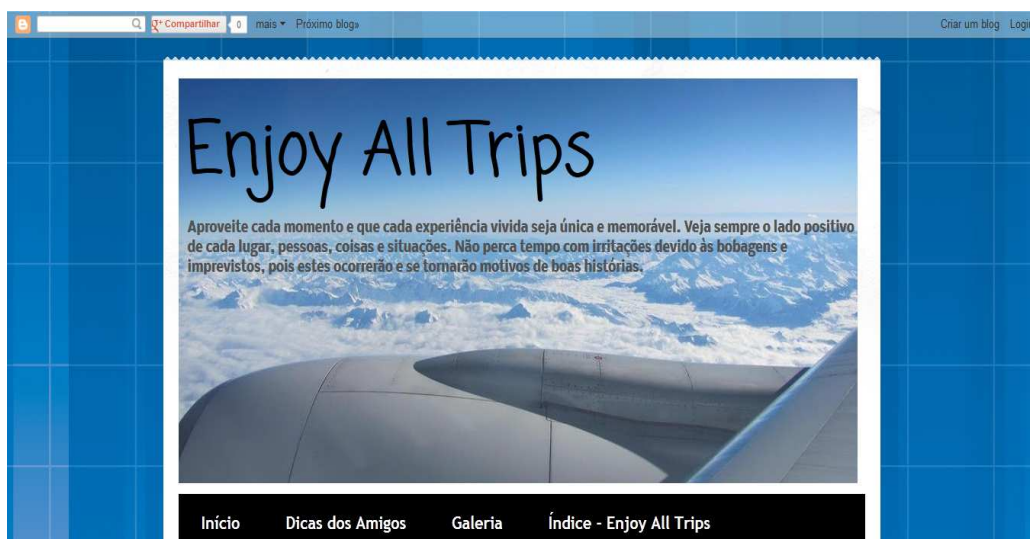 Compartilhar 0 mais Próximo blog» Criar um blog Login
Enjoy All Trips
Aproveite cada momento e que cada experiência vivida seja única e memorável. Veja sempre o lado positivo
de cada lugar, pessoas, coisas e situações. Não perca tempo com irritações devido às bobagens e
imprevistos, pois estes ocorrerão e se tornarão motivos de boas histórias.
Início Dicas dos Amigos Galeria Índice - Enjoy All Trips